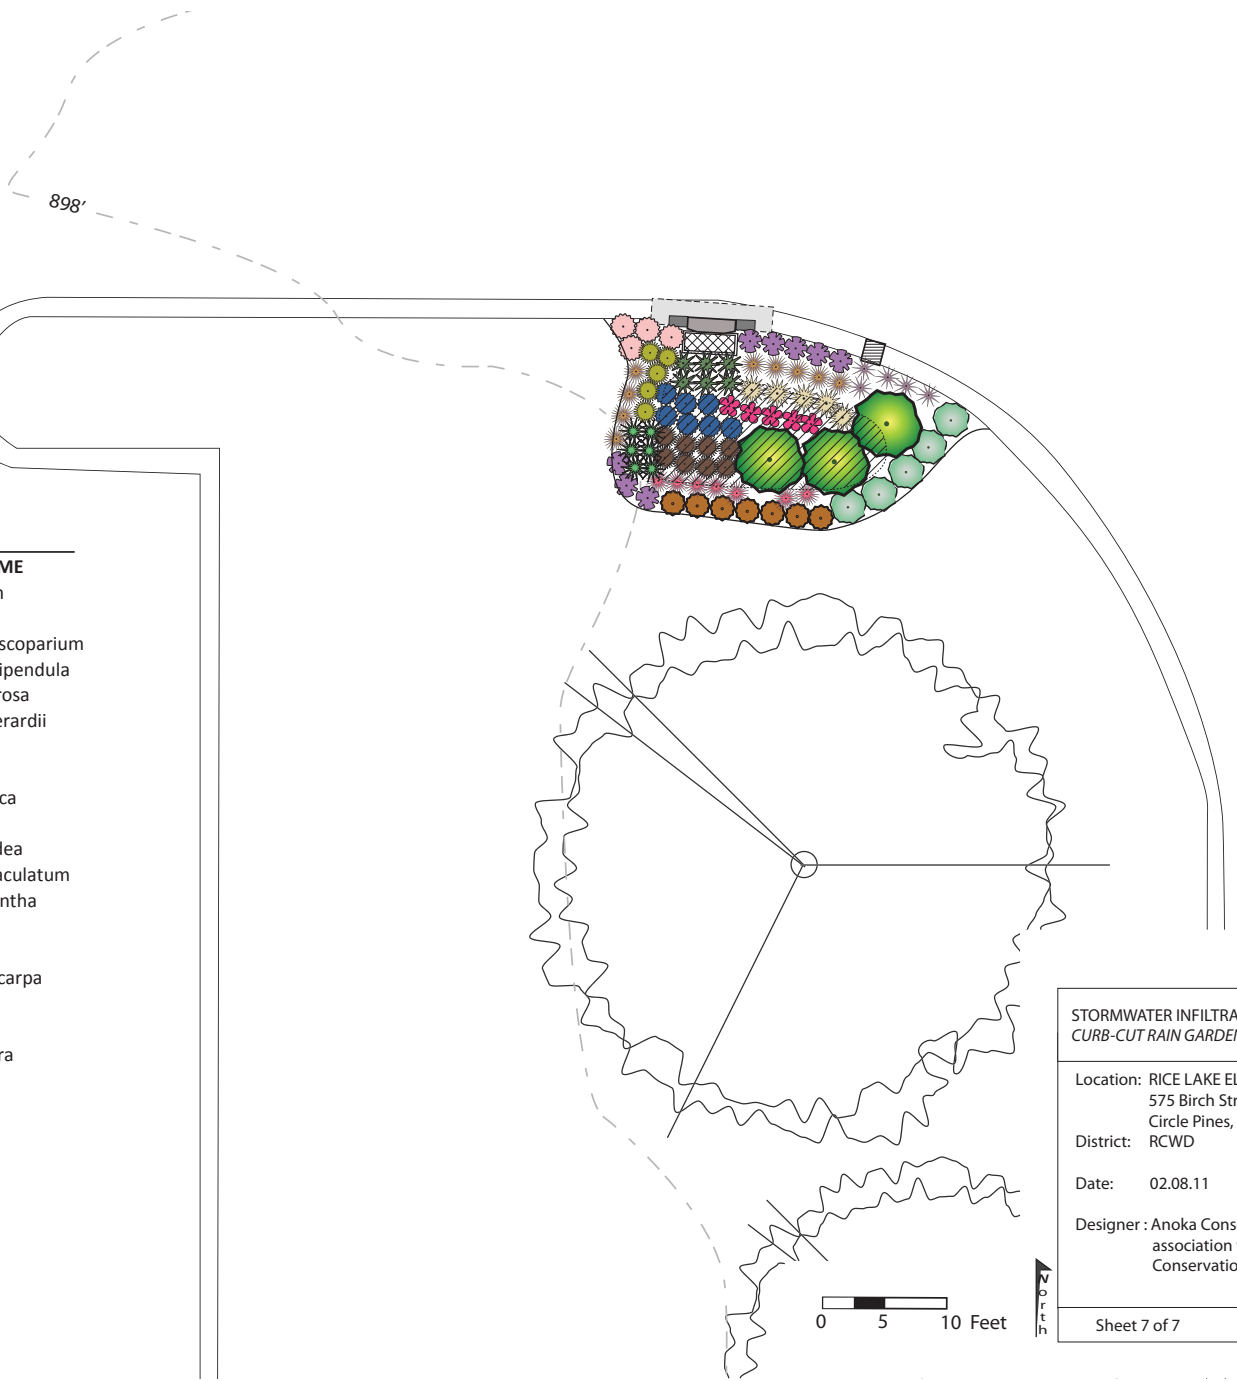 898'
ME
n
scoparium
ipendula
rosa
erardii
ca
dea
aculatum
ntha
carpa
ra
STORMWATER INFILTRA
CURB-CUT RAIN GARDEN
Location: RICE LAKE EL
575 Birch Str
Circle Pines,
District: RCWD
Date: 02.08.11
Designer : Anoka Cons
association
Conservatio
Sheet 7 of 7
0 5 10 Feet
North